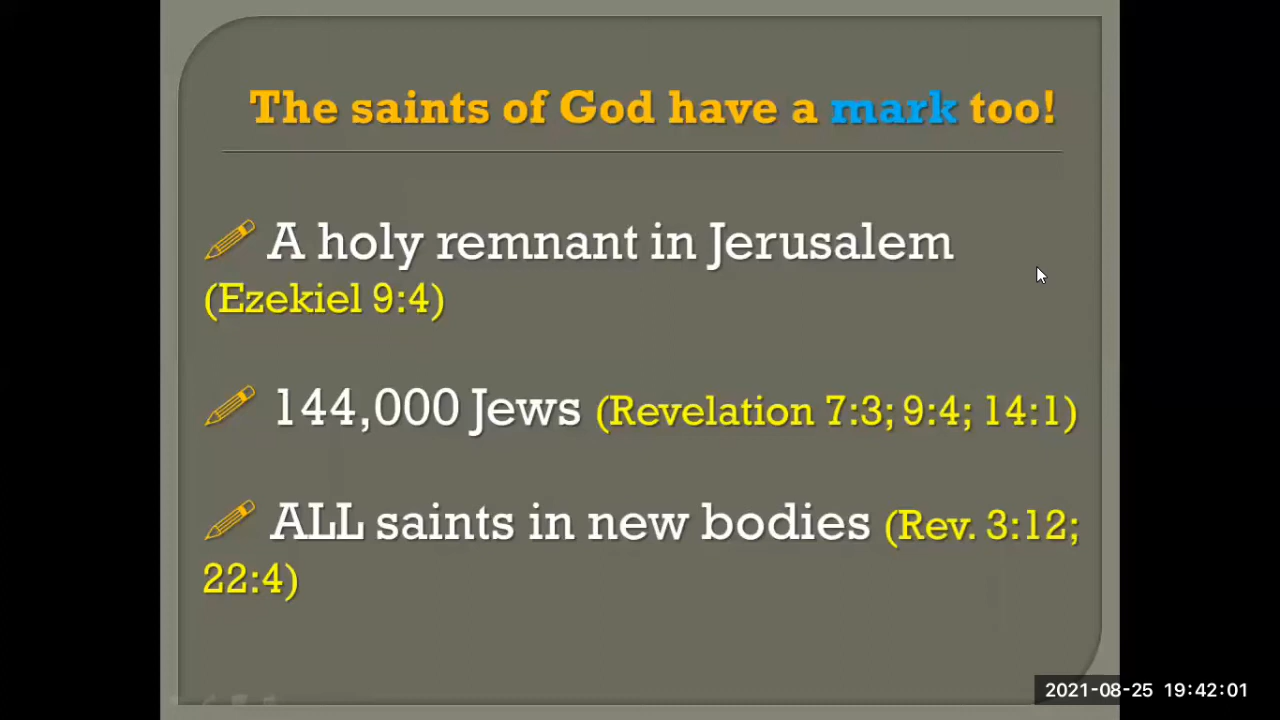 The saints of God have a mark too!
A holy remnant in Jerusalem
(Ezekiel 9:4)
144,000 Jews (Revelation 7:3; 9:4; 14:1)
ALL saints in new bodies (Rev. 3:12;
22:4)
2021-08-25 19:42:01